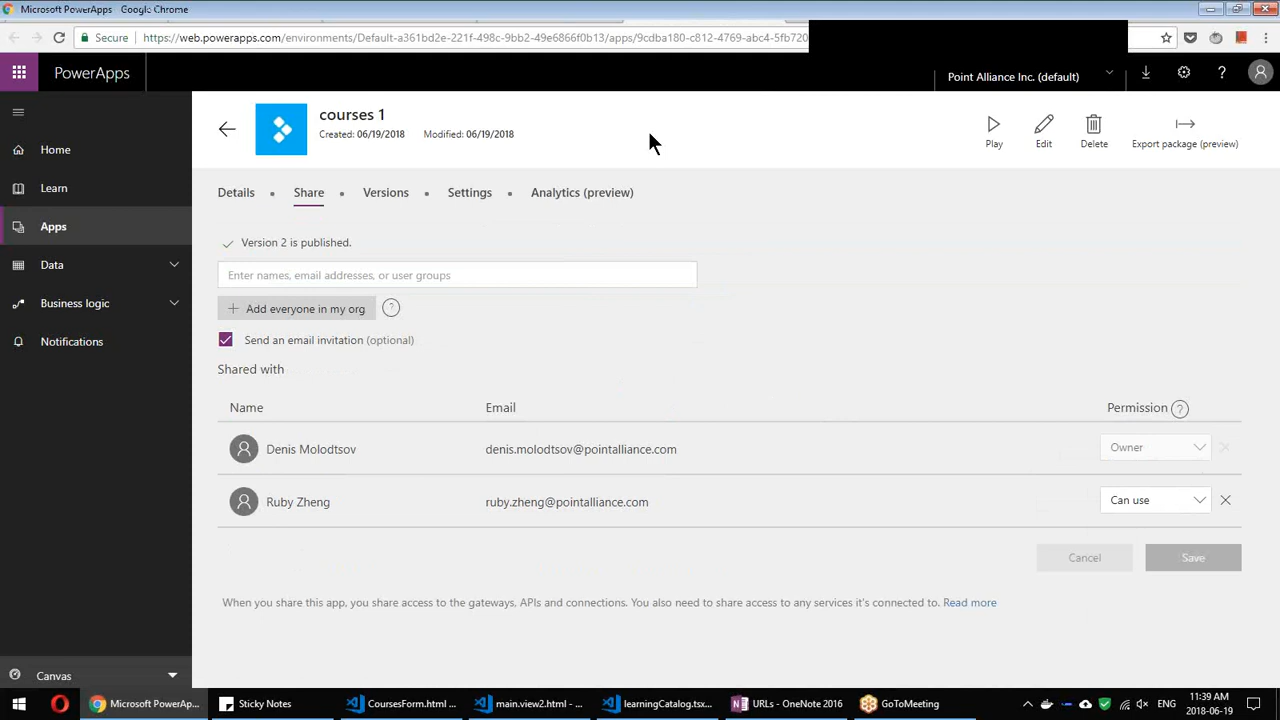 Microsoft PowerApps - Google Chrome
Secure
https://web.powerapps.com/environments/Default-a361bd2e-221f-498c-9bb2-49e6866f0b13/apps/9cdba180-c812-4769-abc4-5fb720
PowerApps
Point Alliance Inc. (default)
?
Home
Learn
Apps
Data
Business logic
Notifications
Canvas
courses 1
Created: 06/19/2018 Modified: 06/19/2018
Play
Edit
Delete
Export package (preview)
Details
Share
Versions
Settings
Analytics (preview)
Version 2 is published.
Enter names, email addresses, or user groups
Add everyone in my org
?
Send an email invitation (optional)
Shared with
Name Email Permission ?
Denis Molodtsov denis.molodtsov@pointalliance.com Owner
Ruby Zheng ruby.zheng@pointalliance.com Can use
Cancel Save
When you share this app, you share access to the gateways, APIs and connections. You also need to share access to any services it's connected to. Read more
Microsoft PowerAp...
Sticky Notes
CoursesForm.html ...
main.view2.html - ...
learningCatalog.tsx...
URLs - OneNote 2016
GoToMeeting
ENG
11:39 AM
2018-06-19